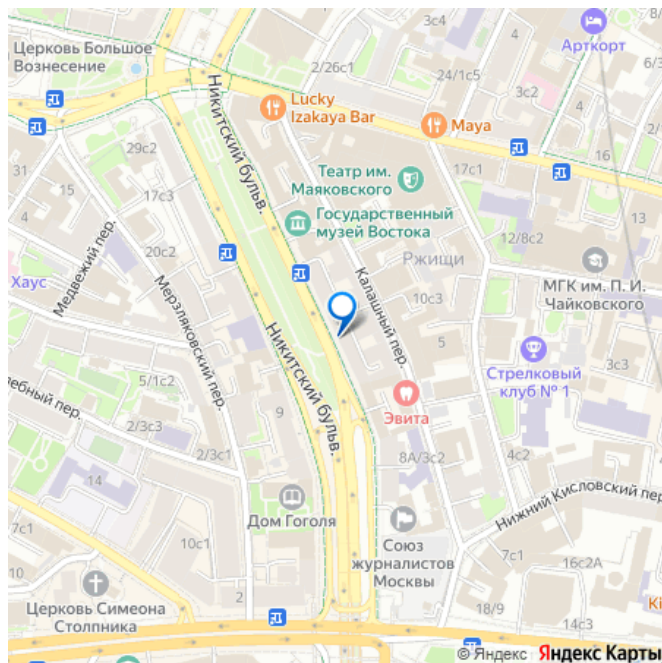 Церковь Большое
Вознесение
3с4
4
Арткорт
6/3
2/26с1
24/1с5
3с2
Lucky
Izakaya Bar
Maya
Никитский бульв.
29с2
16
31
15
17с3
Театр им.
Маяковского
17с1
4
Государственный
музей Востока
12/8с2
20с2
Ржищи
МГК им. П. И.
Чайковского
Хаус
Медвежий пер.
Мерзляковский пер.
Калашный пер.
10с3
5
3с3
Стрелковый
клуб № 1
Никитский бульв.
5/1с2
Эвита
9
2/3с3
2/3с1
8А/3с2
4с2
14
Дом Гоголя
Нижний Кисловский пер
7с1
10с1
Союз
журналистов
Москвы
7с1
16с2А
10
Церковь Симеона
Столпника
18/9
14с3
© Яндекс Яндекс Карты